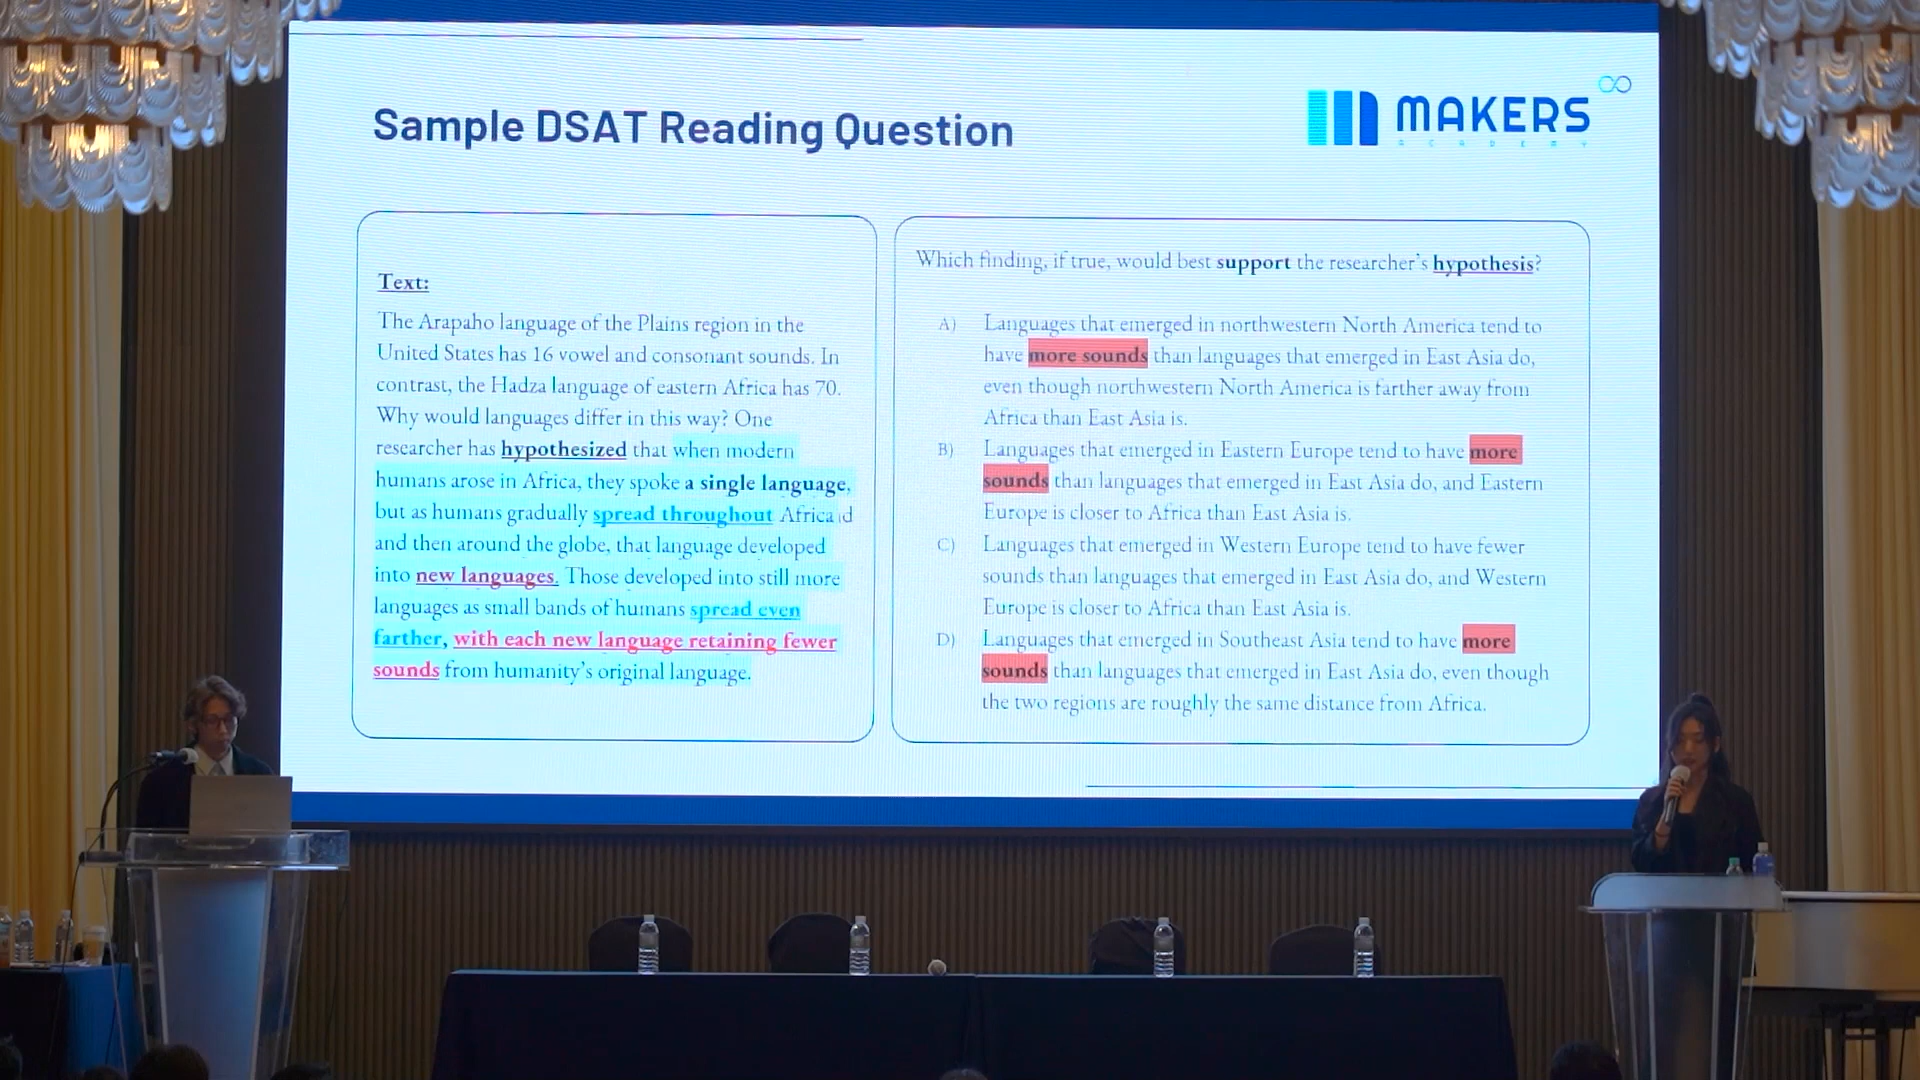 Sample DSAT Reading Question
MAKERS
ACADEMY
Text:
The Arapaho language of the Plains region in the
United States has 16 vowel and consonant sounds. In
contrast, the Hadza language of eastern Africa has 70.
Why would languages differ in this way? One
researcher has hypothesized that when modern
humans arose in Africa, they spoke a single language,
but as humans gradually spread throughout Africa d
and then around the globe, that language developed
into new languages. Those developed into still more
languages as small bands of humans spread even
farther, with each new language retaining fewer
sounds from humanity's original language.
Which finding, if true, would best support the researcher's hypothesis?
A) Languages that emerged in northwestern North America tend to
have more sounds than languages that emerged in East Asia do,
even though northwestern North America is farther away from
Africa than East Asia is.
B) Languages that emerged in Eastern Europe tend to have more
sounds than languages that emerged in East Asia do, and Eastern
Europe is closer to Africa than East Asia is.
C) Languages that emerged in Western Europe tend to have fewer
sounds than languages that emerged in East Asia do, and Western
Europe is closer to Africa than East Asia is.
D) Languages that emerged in Southeast Asia tend to have more
sounds than languages that emerged in East Asia do, even though
the two regions are roughly the same distance from Africa.